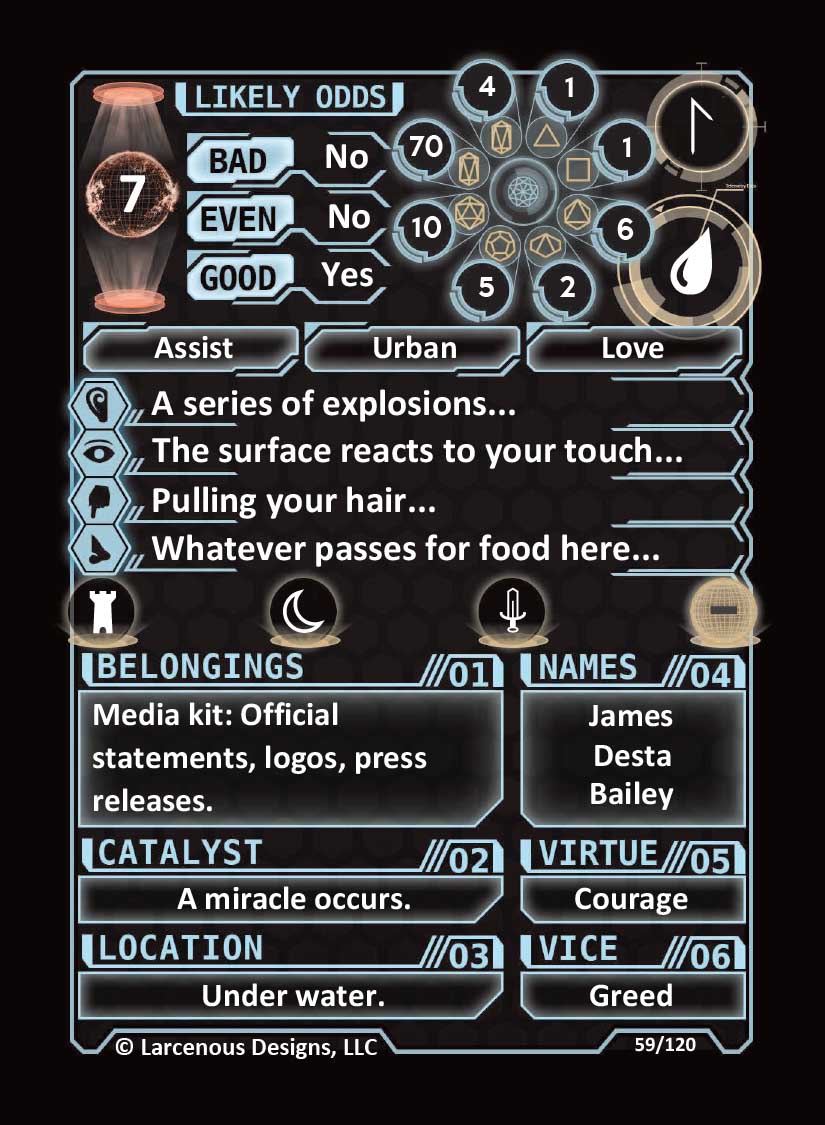 LIKELY ODDS
7
BAD No
EVEN No
GOOD Yes
4
1
70
1
10
6
5
2
ᛚ
Assist Urban Love
A series of explosions...
The surface reacts to your touch...
Pulling your hair...
Whatever passes for food here...
BELONGINGS ///01
Media kit: Official
statements, logos, press
releases.
NAMES ///04
James
Desta
Bailey
CATALYST ///02
A miracle occurs.
VIRTUE ///05
Courage
LOCATION ///03
Under water.
VICE ///06
Greed
© Larcenous Designs, LLC
59/120